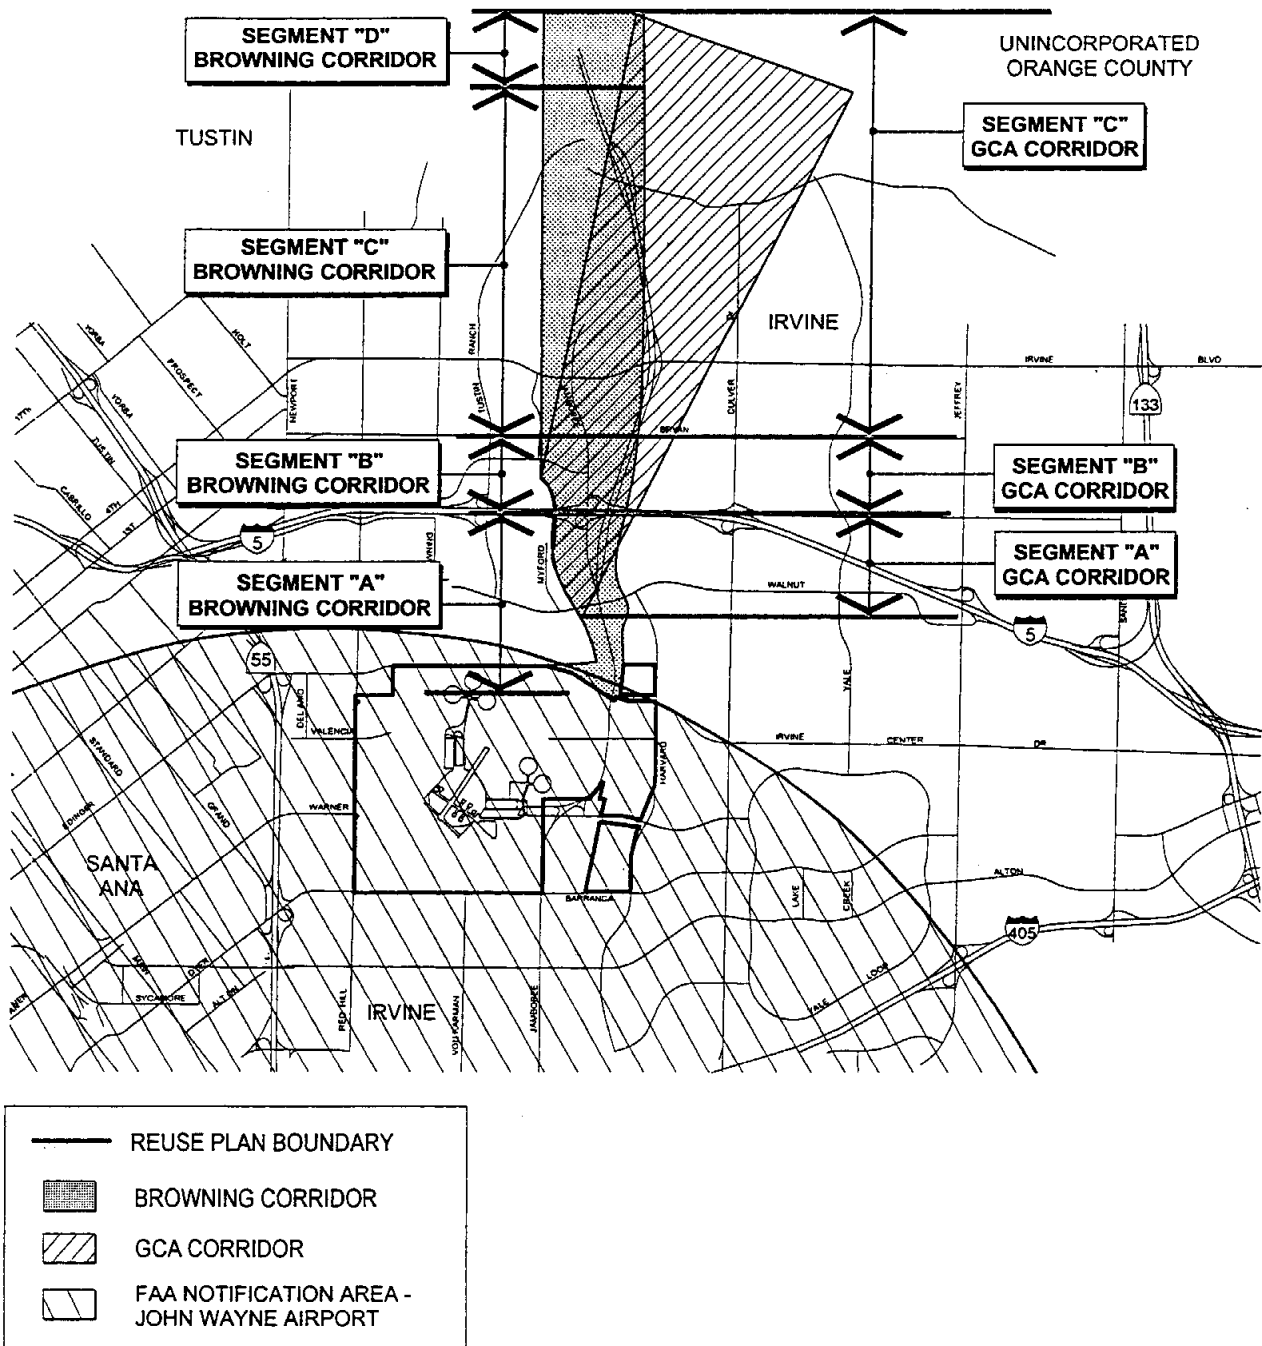 SEGMENT "D"
BROWNING CORRIDOR
UNINCORPORATED
ORANGE COUNTY
SEGMENT "C"
GCA CORRIDOR
TUSTIN
SEGMENT "C"
BROWNING CORRIDOR
IRVINE
YORBA
HOLT
PROSPECT
RANCH
TUSTIN
NEWPORT
CULVER
JEFFREY
IRVINE
BLVD
133
17TH
YORBA
TUSTIN
BRYAN
SEGMENT "B"
BROWNING CORRIDOR
SEGMENT "B"
GCA CORRIDOR
CABRILLO
4TH
1ST
5
MYFORD
SEGMENT "A"
BROWNING CORRIDOR
SEGMENT "A"
GCA CORRIDOR
WALNUT
5
55
DEL AMO
VALENCIA
YALE
HARVARD
IRVINE
CENTER
DR
STANDARD
EDINGER
GRAND
WARNER
SANTA
ANA
BARRANCA
LAKE
CREEK
ALTON
405
DYER
SYCAMORE
RED HILL
IRVINE
VON KARMAN
JAMBOREE
YALE
LOOP
REUSE PLAN BOUNDARY
BROWNING CORRIDOR
GCA CORRIDOR
FAA NOTIFICATION AREA -
JOHN WAYNE AIRPORT